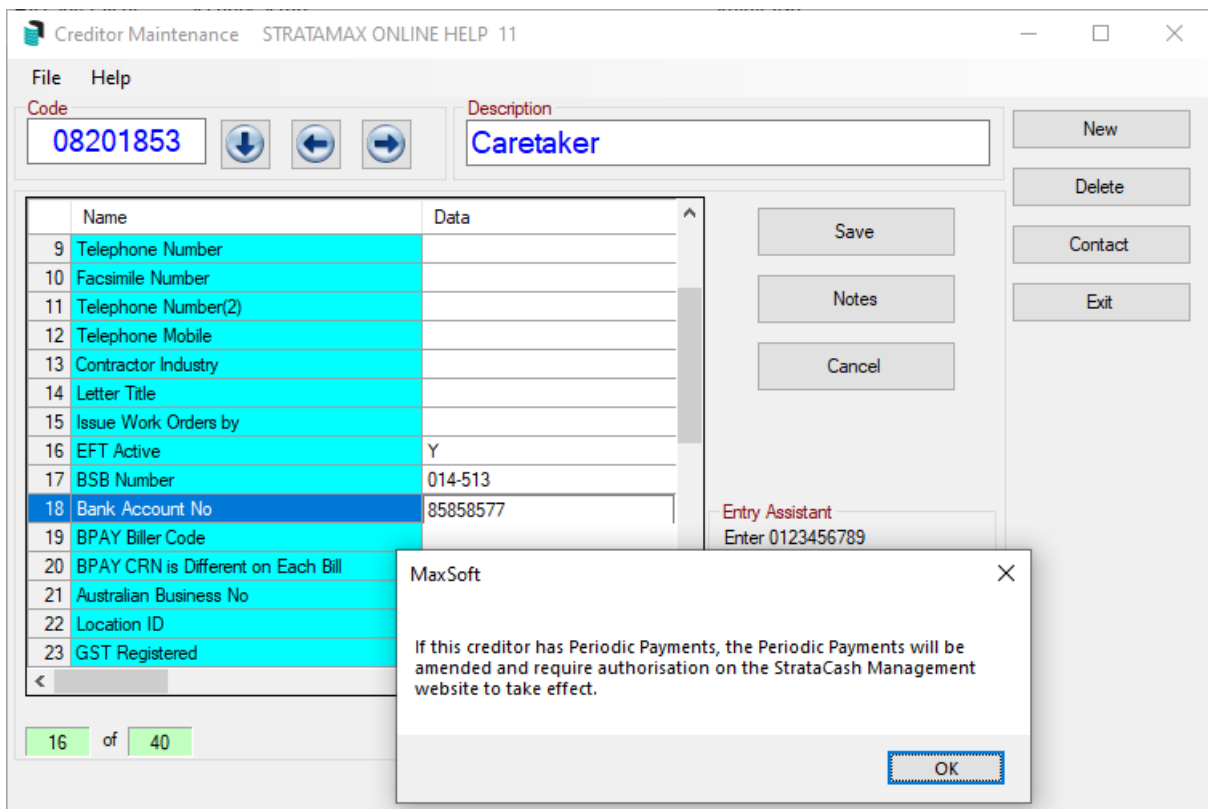 Creditor Maintenance STRATAMAX ONLINE HELP 11
File Help
Code
08201853
Description
Caretaker
New
Delete
Contact
Exit
Name Data
9 Telephone Number
10 Facsimile Number
11 Telephone Number(2)
12 Telephone Mobile
13 Contractor Industry
14 Letter Title
15 Issue Work Orders by
16 EFT Active Y
17 BSB Number 014-513
18 Bank Account No 85858577
19 BPAY Biller Code
20 BPAY CRN is Different on Each Bill
21 Australian Business No
22 Location ID
23 GST Registered
Save
Notes
Cancel
Entry Assistant
Enter 0123456789
MaxSoft
If this creditor has Periodic Payments, the Periodic Payments will be
amended and require authorisation on the StrataCash Management
website to take effect.
OK
16 of 40